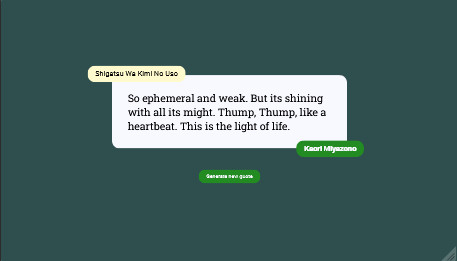 Shigatsu Wa Kimi No Uso
So ephemeral and weak. But its shining
with all its might. Thump, Thump, like a
heartbeat. This is the light of life.
Kaori Miyazono
Generate new quote